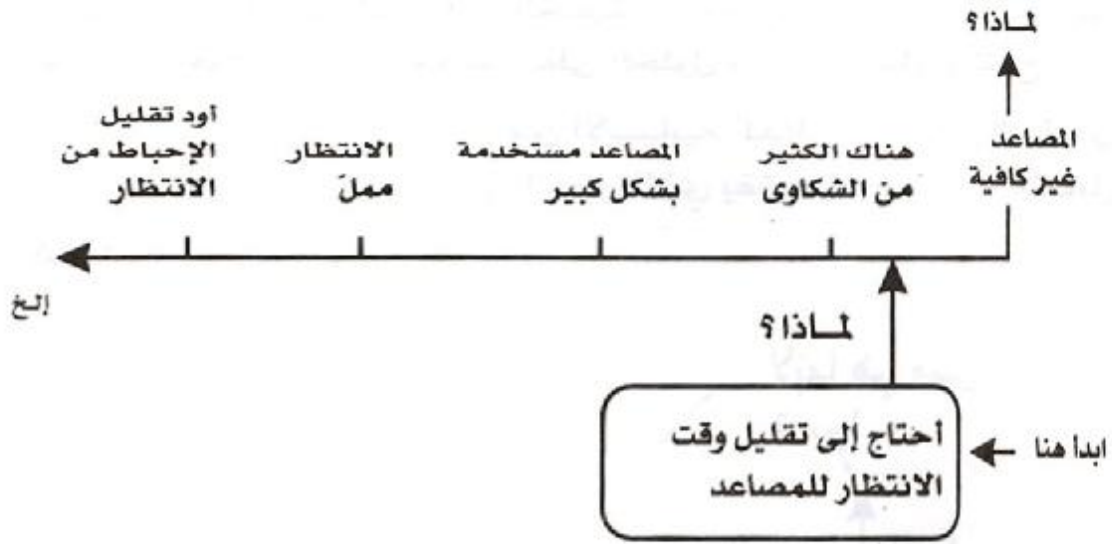 لماذا؟
المصاعد
غير كافية
هناك الكثير
من الشكاوى
المصاعد مستخدمة
بشكل كبير
الانتظار
مملّ
أود تقليل
الإحباط من
الانتظار
إلخ
لماذا؟
أحتاج إلى تقليل وقت
الانتظار للمصاعد
ابدأ هنا